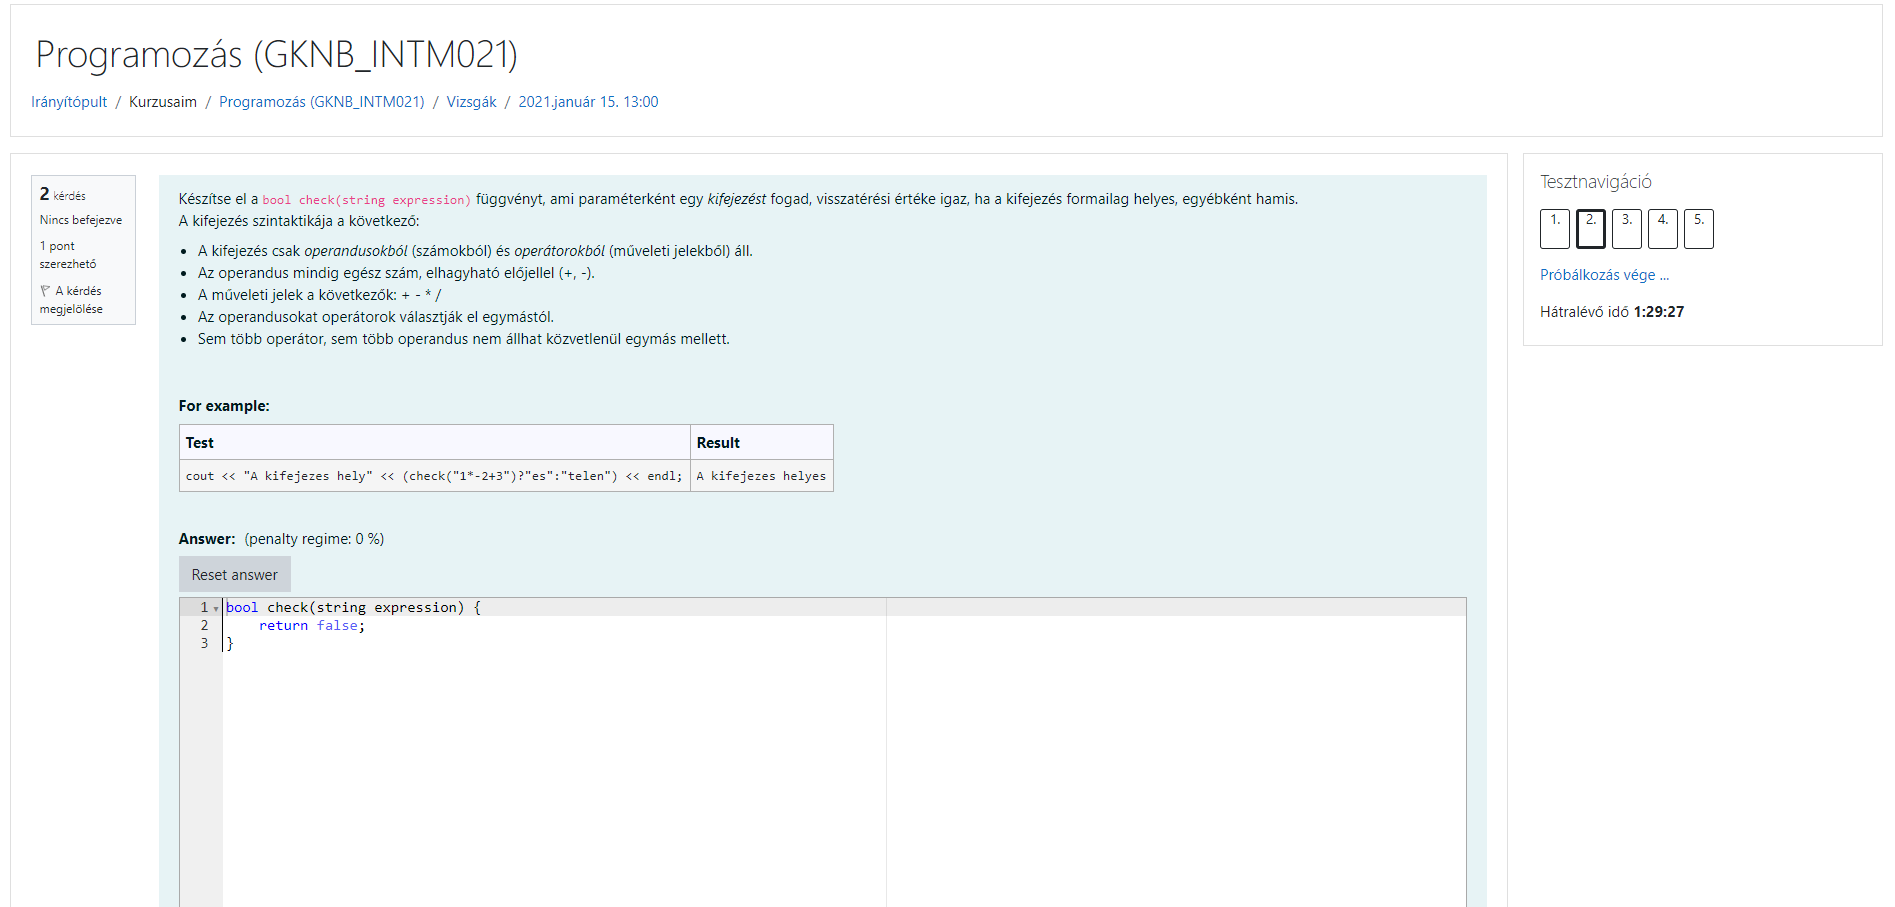 Programozás (GKNB_INTM021)
Irányítópult / Kurzusaim / Programozás (GKNB_INTM021) / Vizsgák / 2021.január 15. 13:00
2 kérdés
Nincs befejezve
1 pont
szerezhető
A kérdés
megjelölése
Készítse el a bool check(string expression) függvényt, ami paraméterként egy kifejezést fogad, visszatérési értéke igaz, ha a kifejezés formailag helyes, egyébként hamis.
A kifejezés szintaktikája a következő:
• A kifejezés csak operandusokból (számokból) és operátorokból (műveleti jelekből) áll.
• Az operandus mindig egész szám, elhagyható előjellel (+, -).
• A műveleti jelek a következők: + - * /
• Az operandusokat operátorok választják el egymástól.
• Sem több operátor, sem több operandus nem állhat közvetlenül egymás mellett.
For example:
Test Result
cout << "A kifejezes hely" << (check("1*-2+3")?"es":"telen") << endl; A kifejezes helyes
Answer: (penalty regime: 0 %)
Reset answer
1 bool check(string expression) {
2 return false;
3 }
Tesztnavigáció
1. 2. 3. 4. 5.
Próbálkozás vége ...
Hátralévő idő 1:29:27